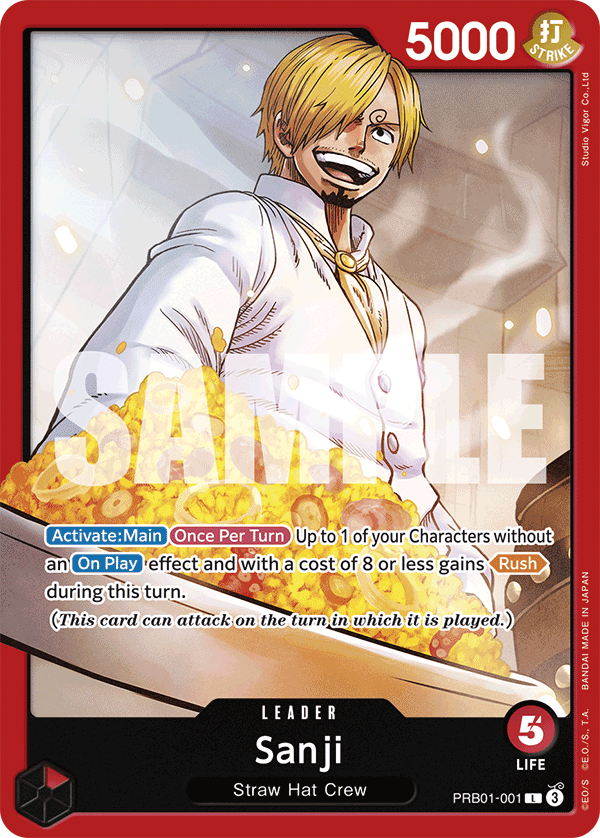 5000
打
STRIKE
Studio Vigor Co.,Ltd
SAMPLE
Activate:Main Once Per Turn Up to 1 of your Characters without
an On Play effect and with a cost of 8 or less gains Rush
during this turn.
(This card can attack on the turn in which it is played.)
BANDAI MADE IN JAPAN
©E.O./S., T.A.
©EO/S
LEADER
5
LIFE
Sanji
Straw Hat Crew
PRB01-001 L 3